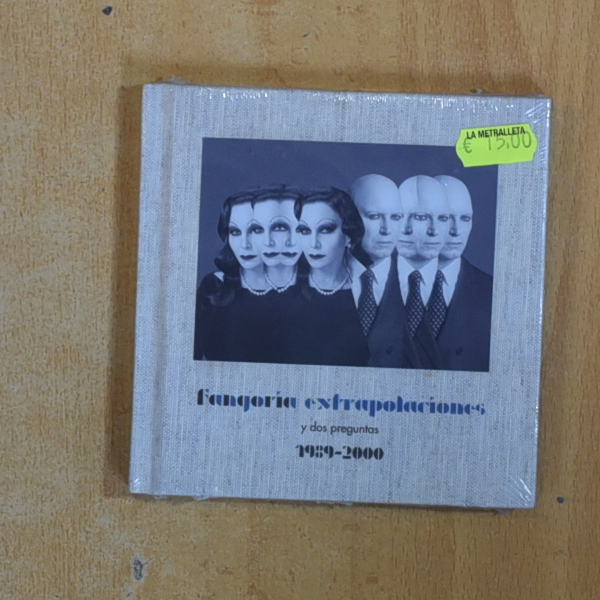 LA METRALLETA
€ 15,00
fangoria extrapolaciones
y dos preguntas
1989-2000